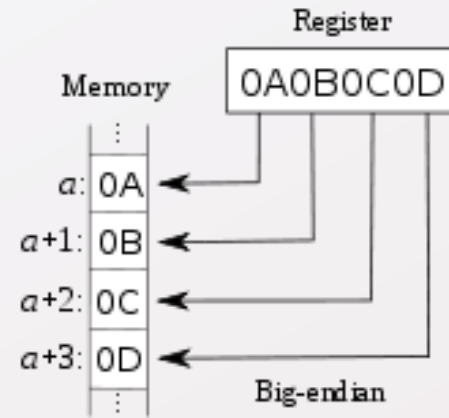 Register
0A0B0C0D
Memory
⋮
a: 0A
a+1: 0B
a+2: 0C
a+3: 0D
⋮
Big-endian